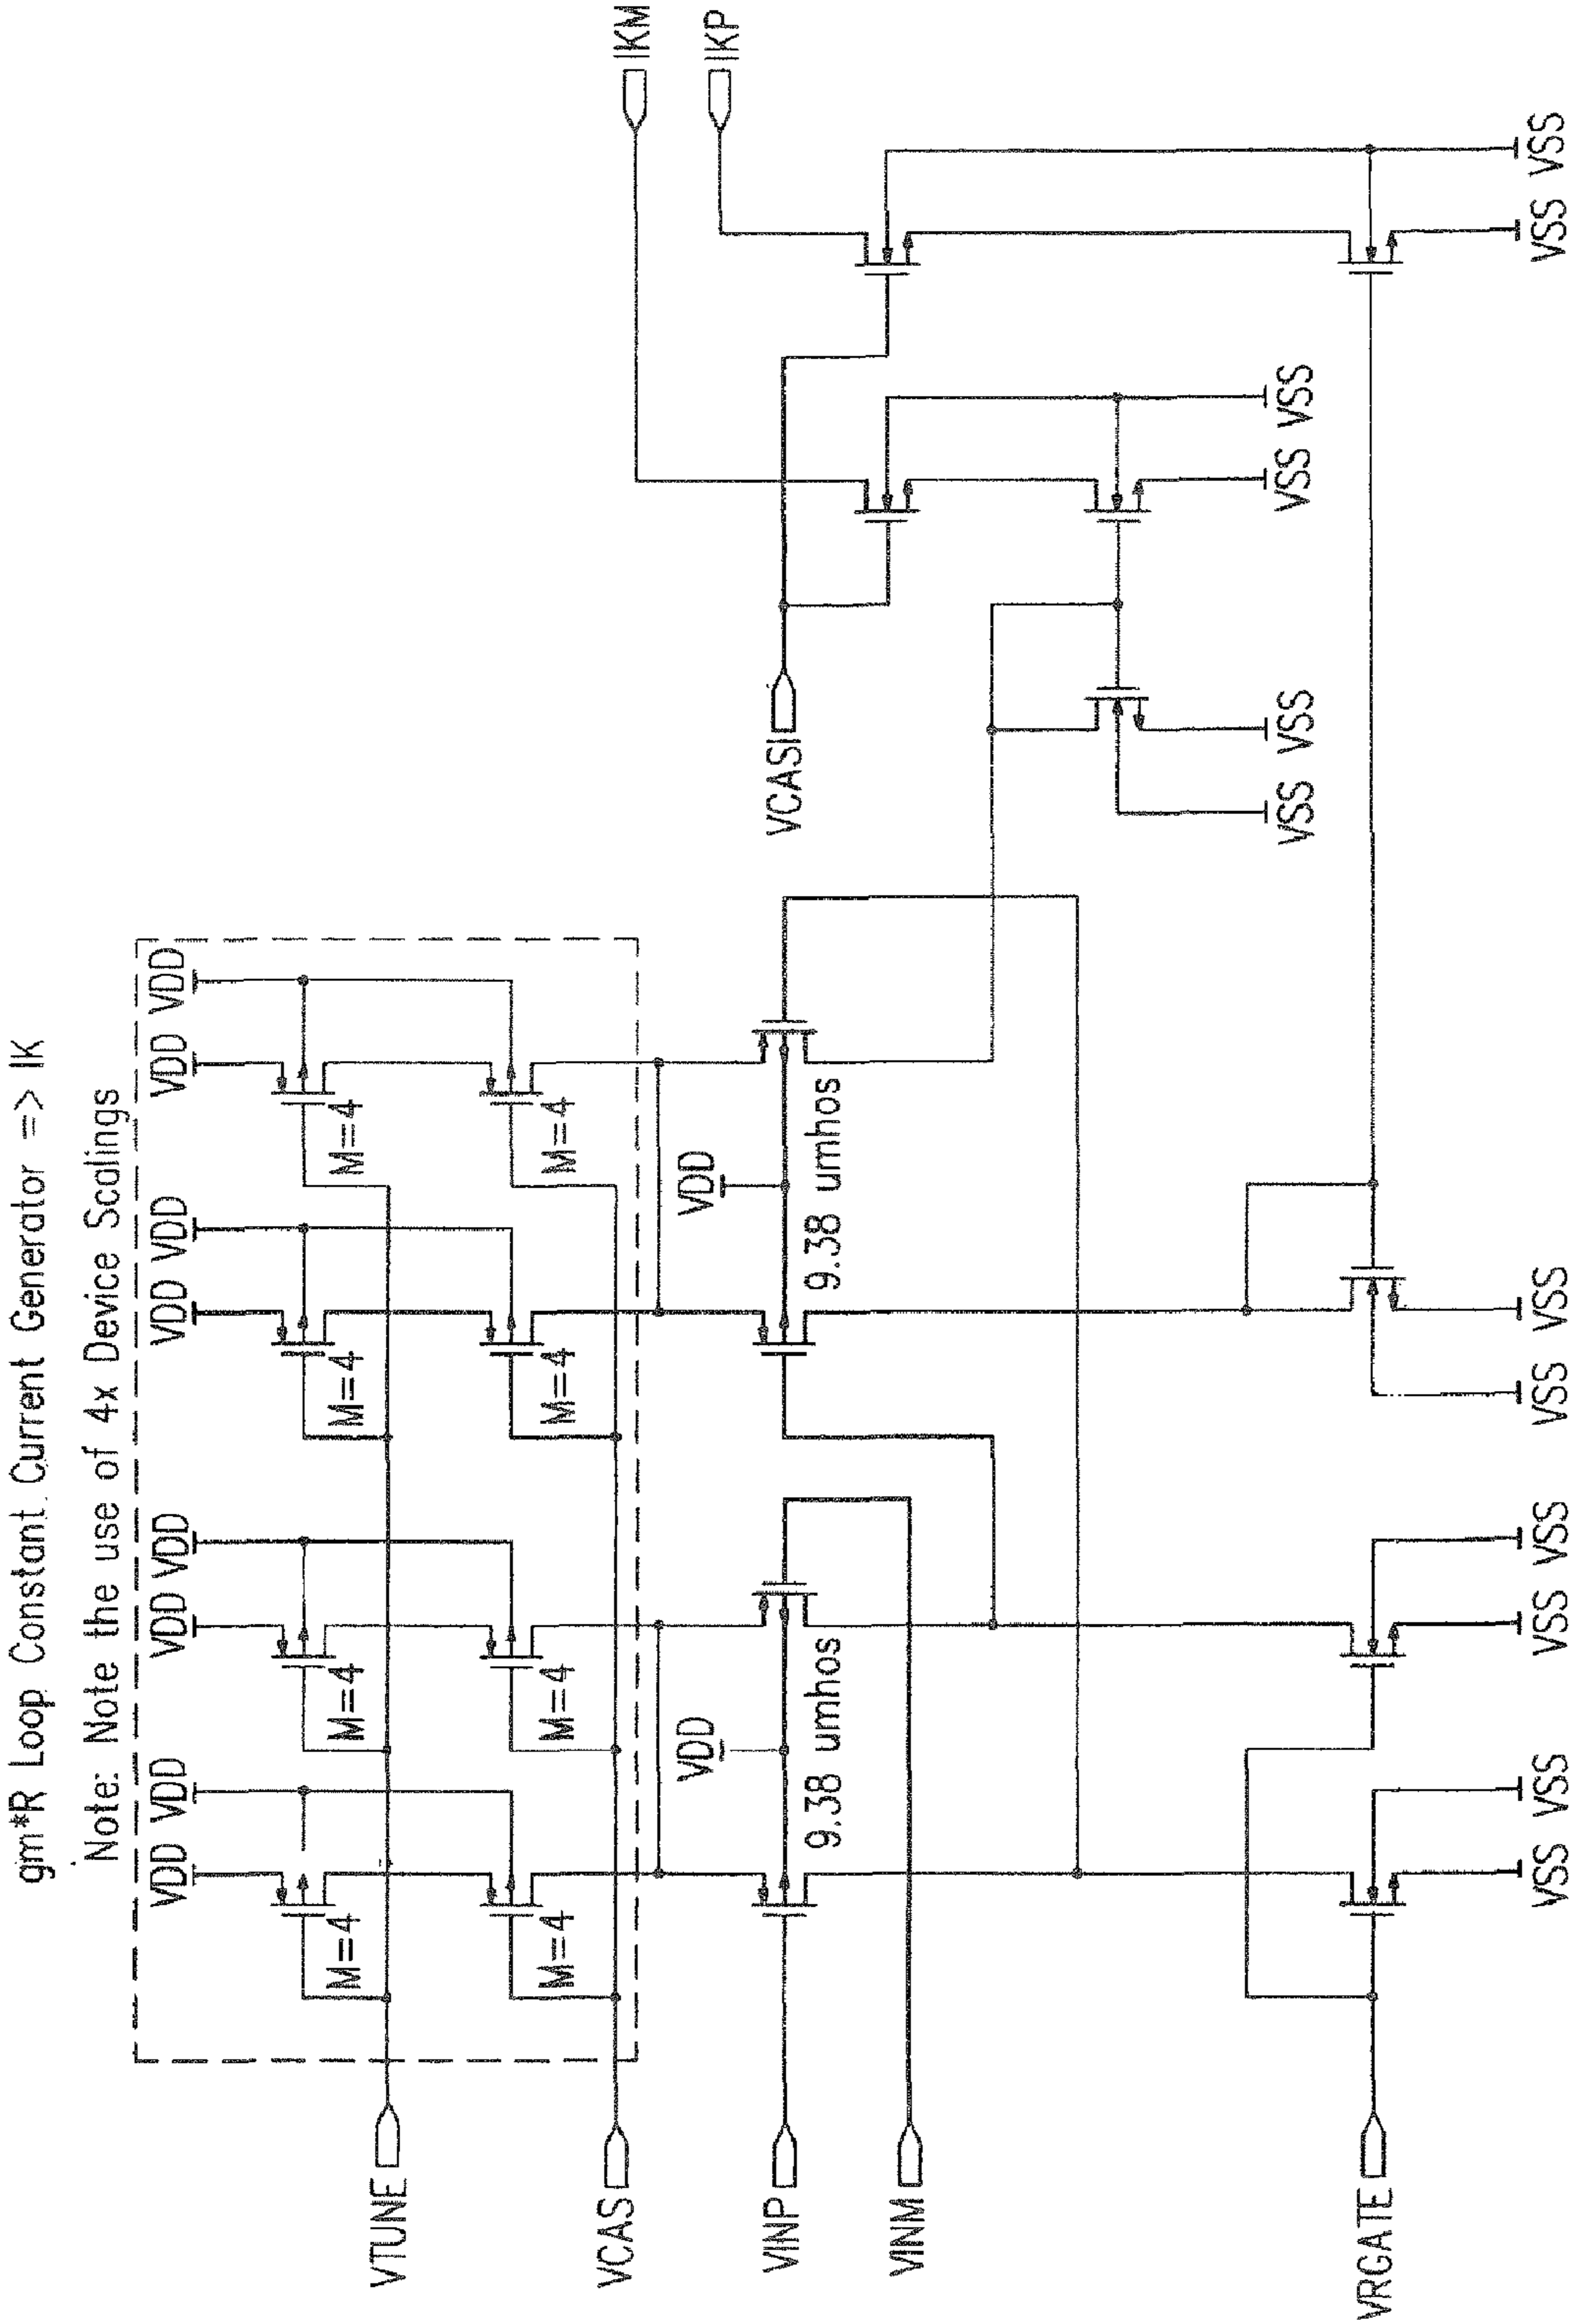 gm*R Loop Constant Current Generator => IK
Note: Note the use of 4x Device Scalings
VDD VDD VDD VDD VDD VDD VDD VDD
M=4 M=4 M=4 M=4
VTUNE
M=4 M=4 M=4 M=4
VCAS
IKM
VDD VDD
IKP
VINP VCASI
9.38 umhos 9.38 umhos
VINM
VSS VSS VSS VSS
VRGATE
VSS VSS VSS VSS VSS VSS VSS VSS